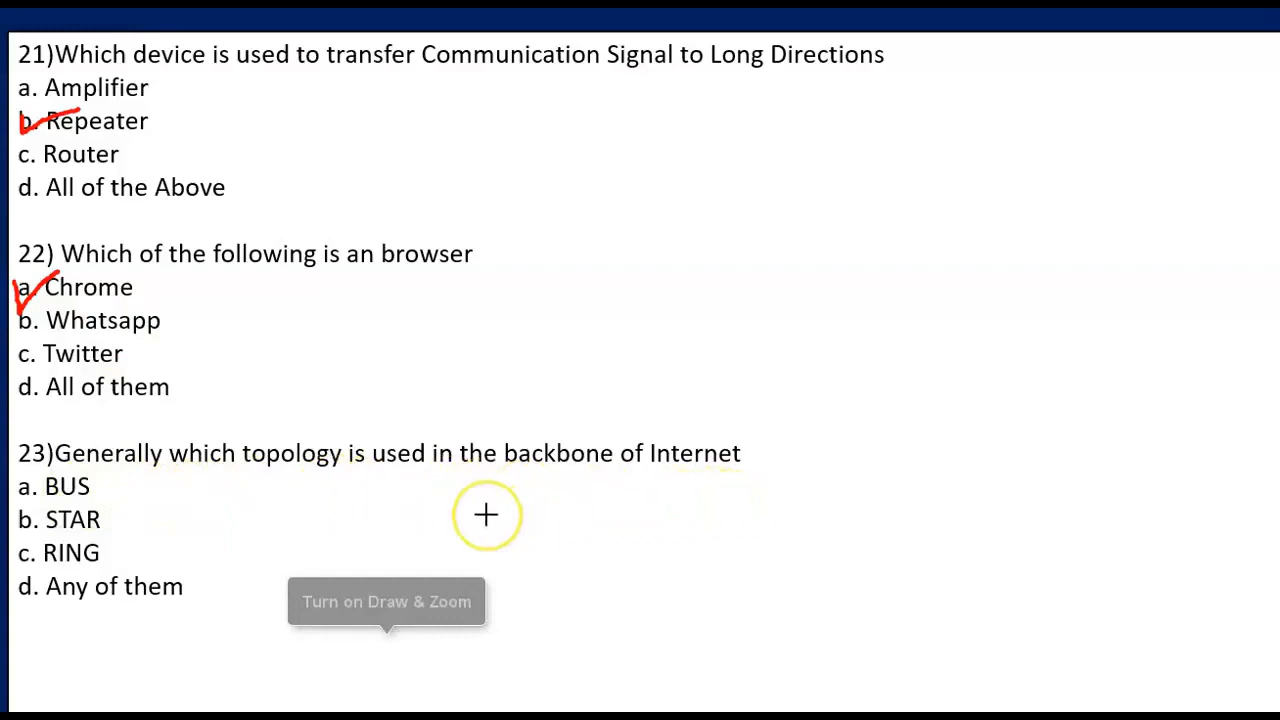 21)Which device is used to transfer Communication Signal to Long Directions
a. Amplifier
b. Repeater
c. Router
d. All of the Above
22) Which of the following is an browser
a. Chrome
b. Whatsapp
c. Twitter
d. All of them
23)Generally which topology is used in the backbone of Internet
a. BUS
b. STAR
c. RING
d. Any of them
Turn on Draw & Zoom